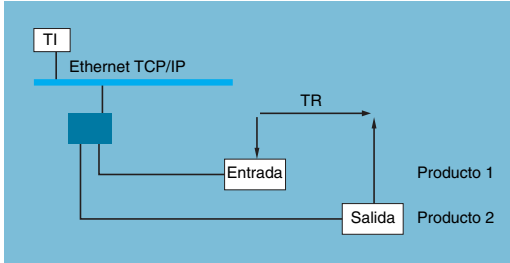 TI
Ethernet TCP/IP
TR
Entrada
Producto 1
Salida
Producto 2